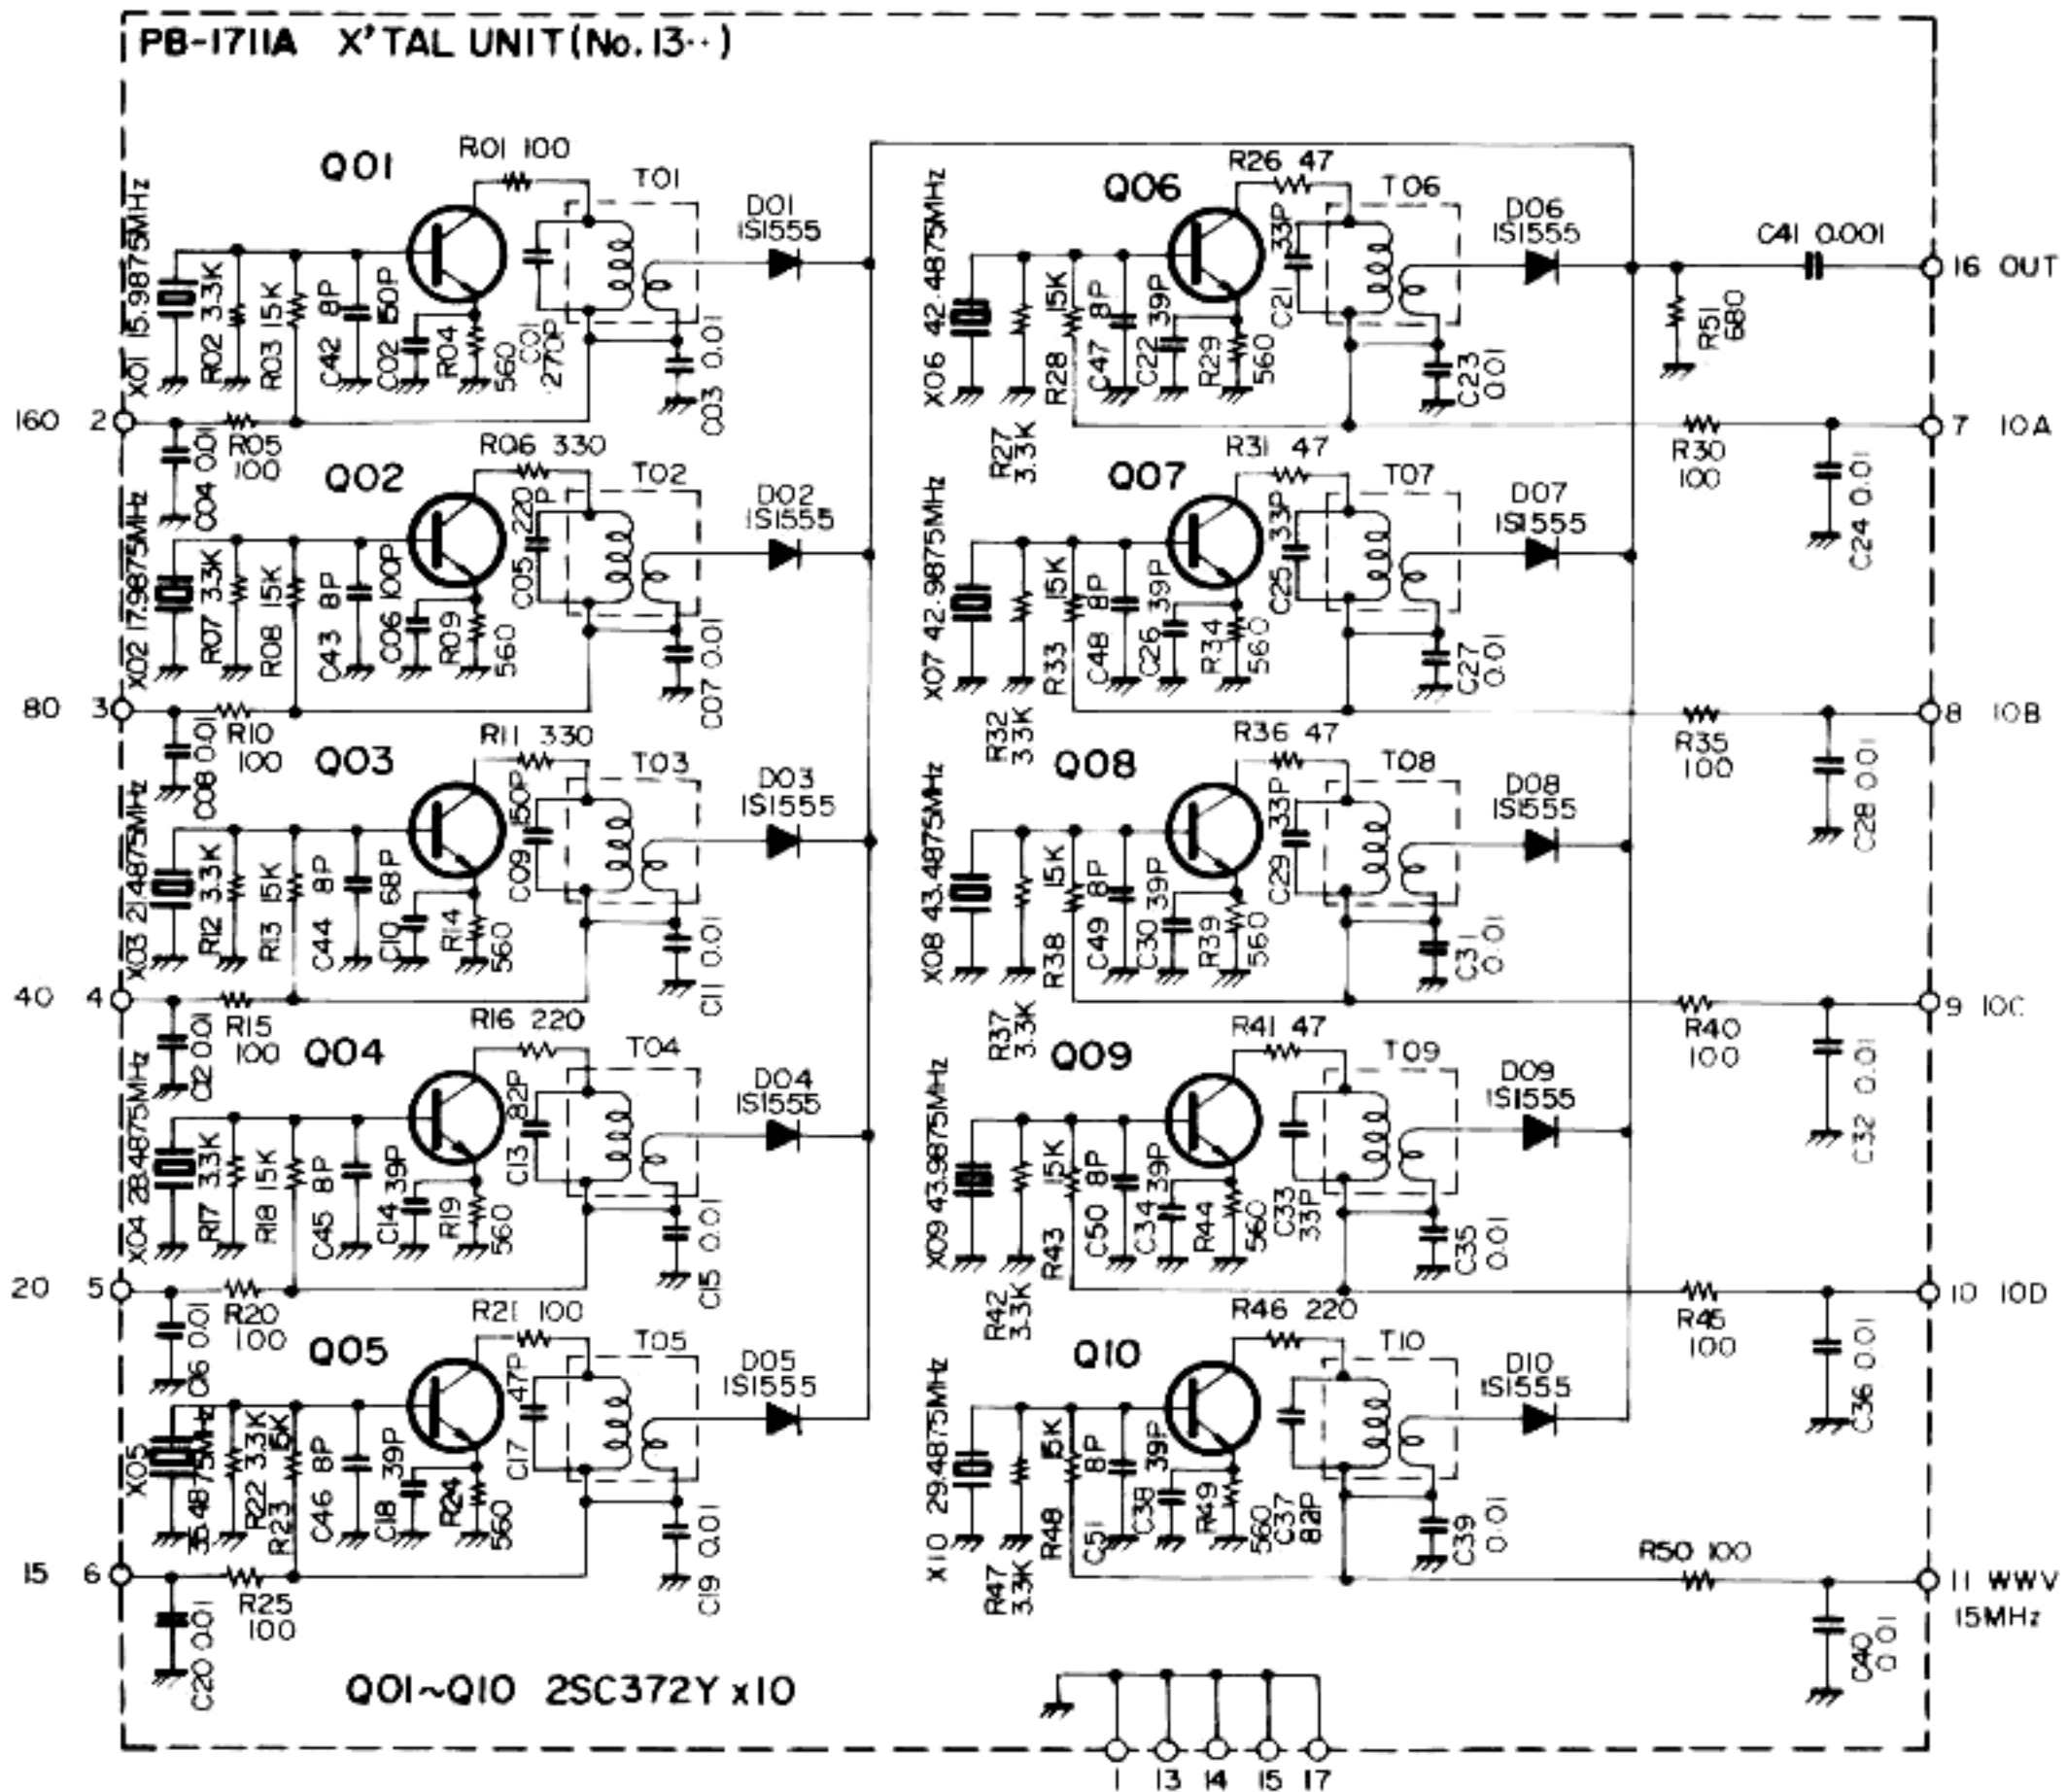 PB-1711A X'TAL UNIT (No. 13··)
Q01
R01 100
T01
D01
1S1555
X01 15.9875MHz
R02 3.3K
R03 15K
C42 8P
C02 150P
R04
560
C01
270P
C03 0.01
160 2
C04 0.01
R05
100
Q02
R06 330
T02
D02
1S1555
X02 17.9875MHz
R07 3.3K
R08 15K
C43 8P
C06 100P
R09
560
C05 220P
C07 0.01
80 3
C08 0.01
R10
100
Q03
R11 330
T03
D03
1S1555
X03 21.4875MHz
R12 3.3K
R13 15K
C44 8P
C10 68P
R14
560
C09 150P
C11 0.01
40 4
C12 0.01
R15
100
Q04
R16 220
T04
D04
1S1555
X04 28.4875MHz
R17 3.3K
R18 15K
C45 8P
C14 39P
R19
560
C13 82P
C15 0.01
20 5
C16 0.01
R20
100
Q05
R21 100
T05
D05
1S1555
X05
35.4875MHz
R22 3.3K
R23 15K
C46 8P
C18 39P
R24
560
C17 47P
C19 0.01
15 6
C20 0.01
R25
100
Q06
R26 47
T06
D06
1S1555
X06 42.4875MHz
R27
3.3K
R28 15K
C47 8P
C22 39P
R29
560
C21 33P
C23
0.01
C41 0.001
16 OUT
R51
680
R30
100
7 10A
C24 0.01
Q07
R31 47
T07
D07
1S1555
X07 42.9875MHz
R32
3.3K
R33 15K
C48 8P
C26 39P
R34
560
C25 33P
C27
0.01
R35
100
8 10B
C28 0.01
Q08
R36 47
T08
D08
1S1555
X08 43.4875MHz
R37
3.3K
R38 15K
C49 8P
C30 39P
R39
560
C29 33P
C31
0.01
R40
100
9 10C
C32 0.01
Q09
R41 47
T09
D09
1S1555
X09 43.9875MHz
R42
3.3K
R43 15K
C50 8P
C34 39P
R44
560
C33
33P
C35
0.01
R45
100
10 10D
C36 0.01
Q10
R46 220
T10
D10
1S1555
X10 29.4875MHz
R47
3.3K
R48 15K
C51 8P
C38 39P
R49
560
C37
82P
C39
0.01
R50 100
11 WWV
15MHz
C40
0.01
Q01~Q10 2SC372Y x10
1 13 14 15 17